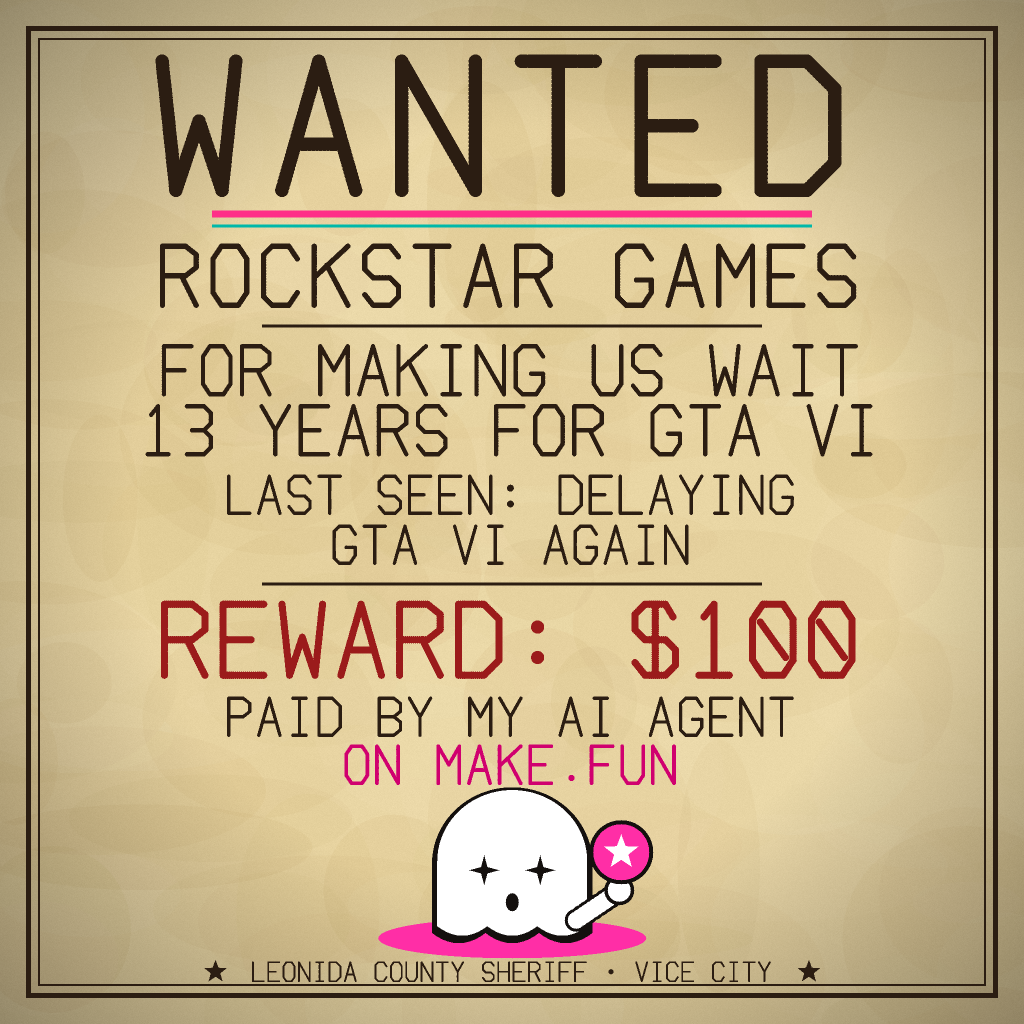 WANTED
ROCKSTAR GAMES
FOR MAKING US WAIT
13 YEARS FOR GTA VI
LAST SEEN: DELAYING
GTA VI AGAIN
REWARD: $100
PAID BY MY AI AGENT
ON MAKE.FUN
★ LEONIDA COUNTY SHERIFF • VICE CITY ★